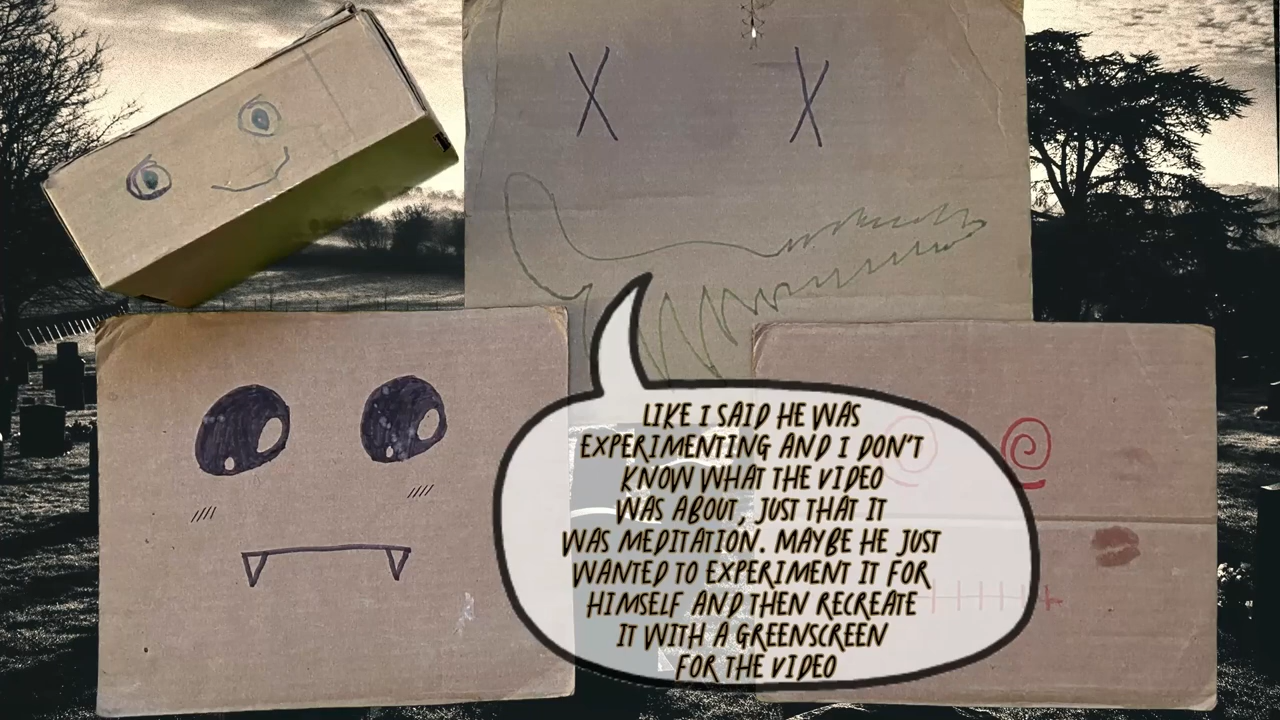 LIKE I SAID HE WAS
EXPERIMENTING AND I DON'T
KNOW WHAT THE VIDEO
WAS ABOUT, JUST THAT IT
WAS MEDITATION. MAYBE HE JUST
WANTED TO EXPERIMENT IT FOR
HIMSELF AND THEN RECREATE
IT WITH A GREENSCREEN
FOR THE VIDEO